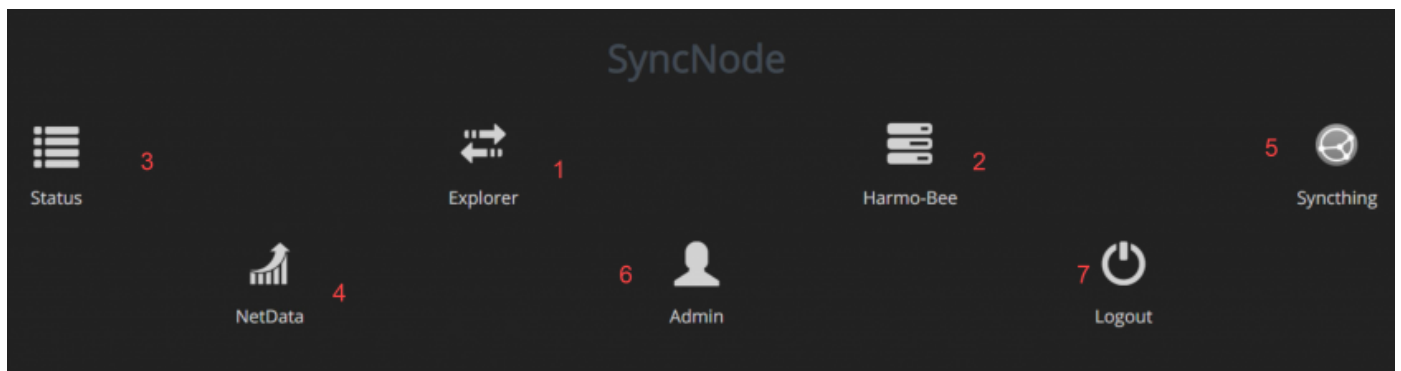 SyncNode
3
1
2
5
Status
Explorer
Harmo-Bee
Syncthing
4
6
7
NetData
Admin
Logout